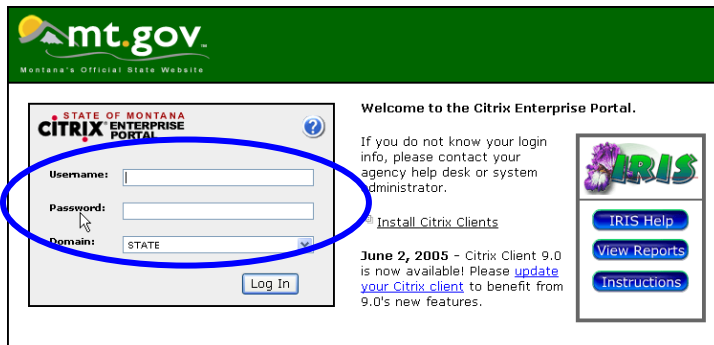 mt.gov™
Montana's Official State Website
STATE OF MONTANA
CITRIX® ENTERPRISE
PORTAL
?
Username:
Password:
Domain:
STATE
Log In
Welcome to the Citrix Enterprise Portal.
If you do not know your login
info, please contact your
agency help desk or system
administrator.
Install Citrix Clients
June 2, 2005 - Citrix Client 9.0
is now available! Please update
your Citrix client to benefit from
9.0's new features.
IRIS
IRIS Help
View Reports
Instructions